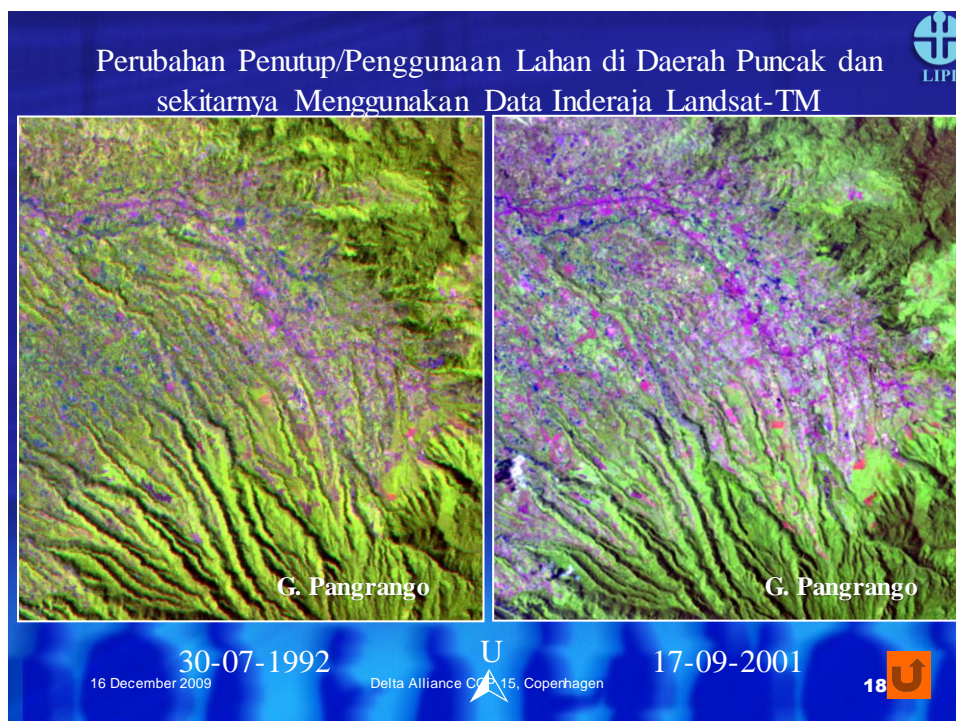 Perubahan Penutup/Penggunaan Lahan di Daerah Puncak dan
sekitarnya Menggunakan Data Inderaja Landsat-TM
LIPI
G. Pangrango
G. Pangrango
30-07-1992
U
17-09-2001
16 December 2009
Delta Alliance COP 15, Copenhagen
18